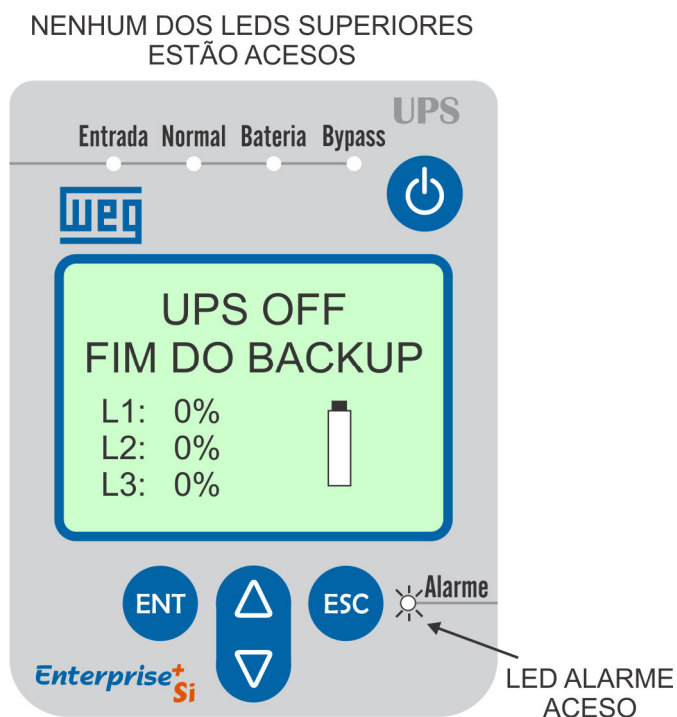 NENHUM DOS LEDS SUPERIORES
ESTÃO ACESOS
UPS
Entrada Normal Bateria Bypass
WEG
UPS OFF
FIM DO BACKUP
L1: 0%
L2: 0%
L3: 0%
ENT
ESC
Alarme
Enterprise+
Si
LED ALARME
ACESO